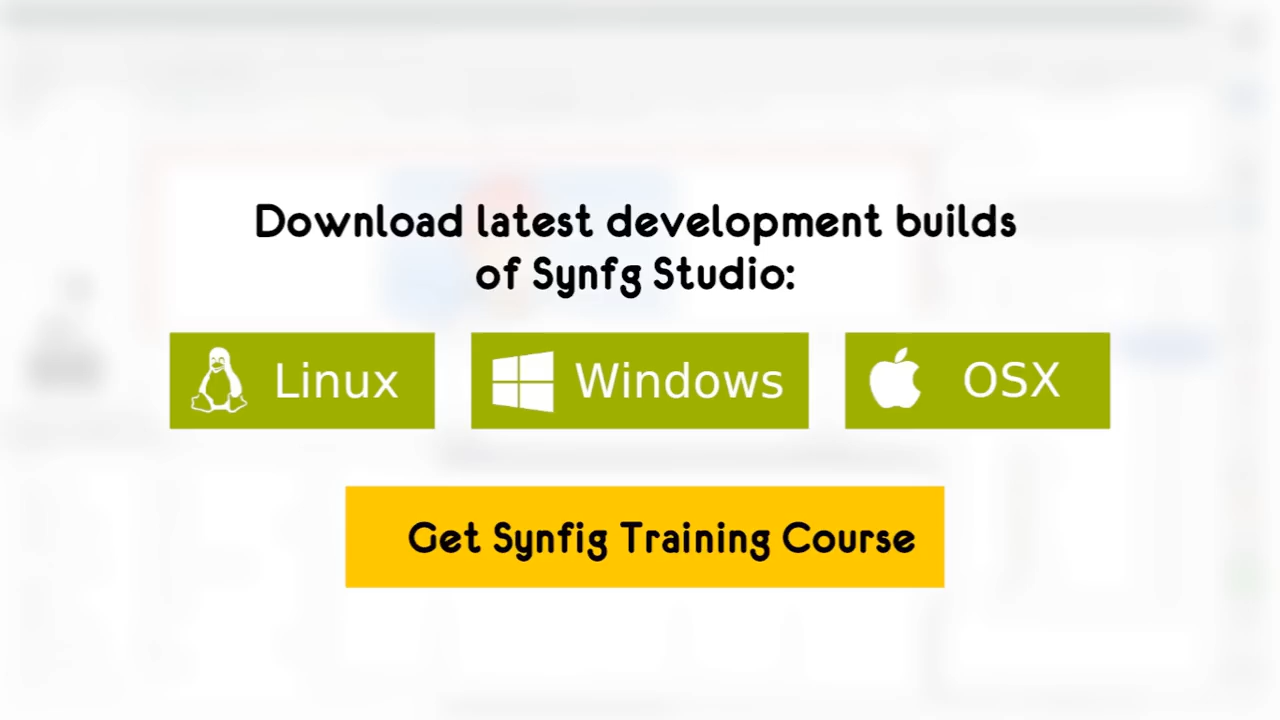 Download latest development builds
of Synfg Studio:
Linux
Windows
OSX
Get Synfig Training Course